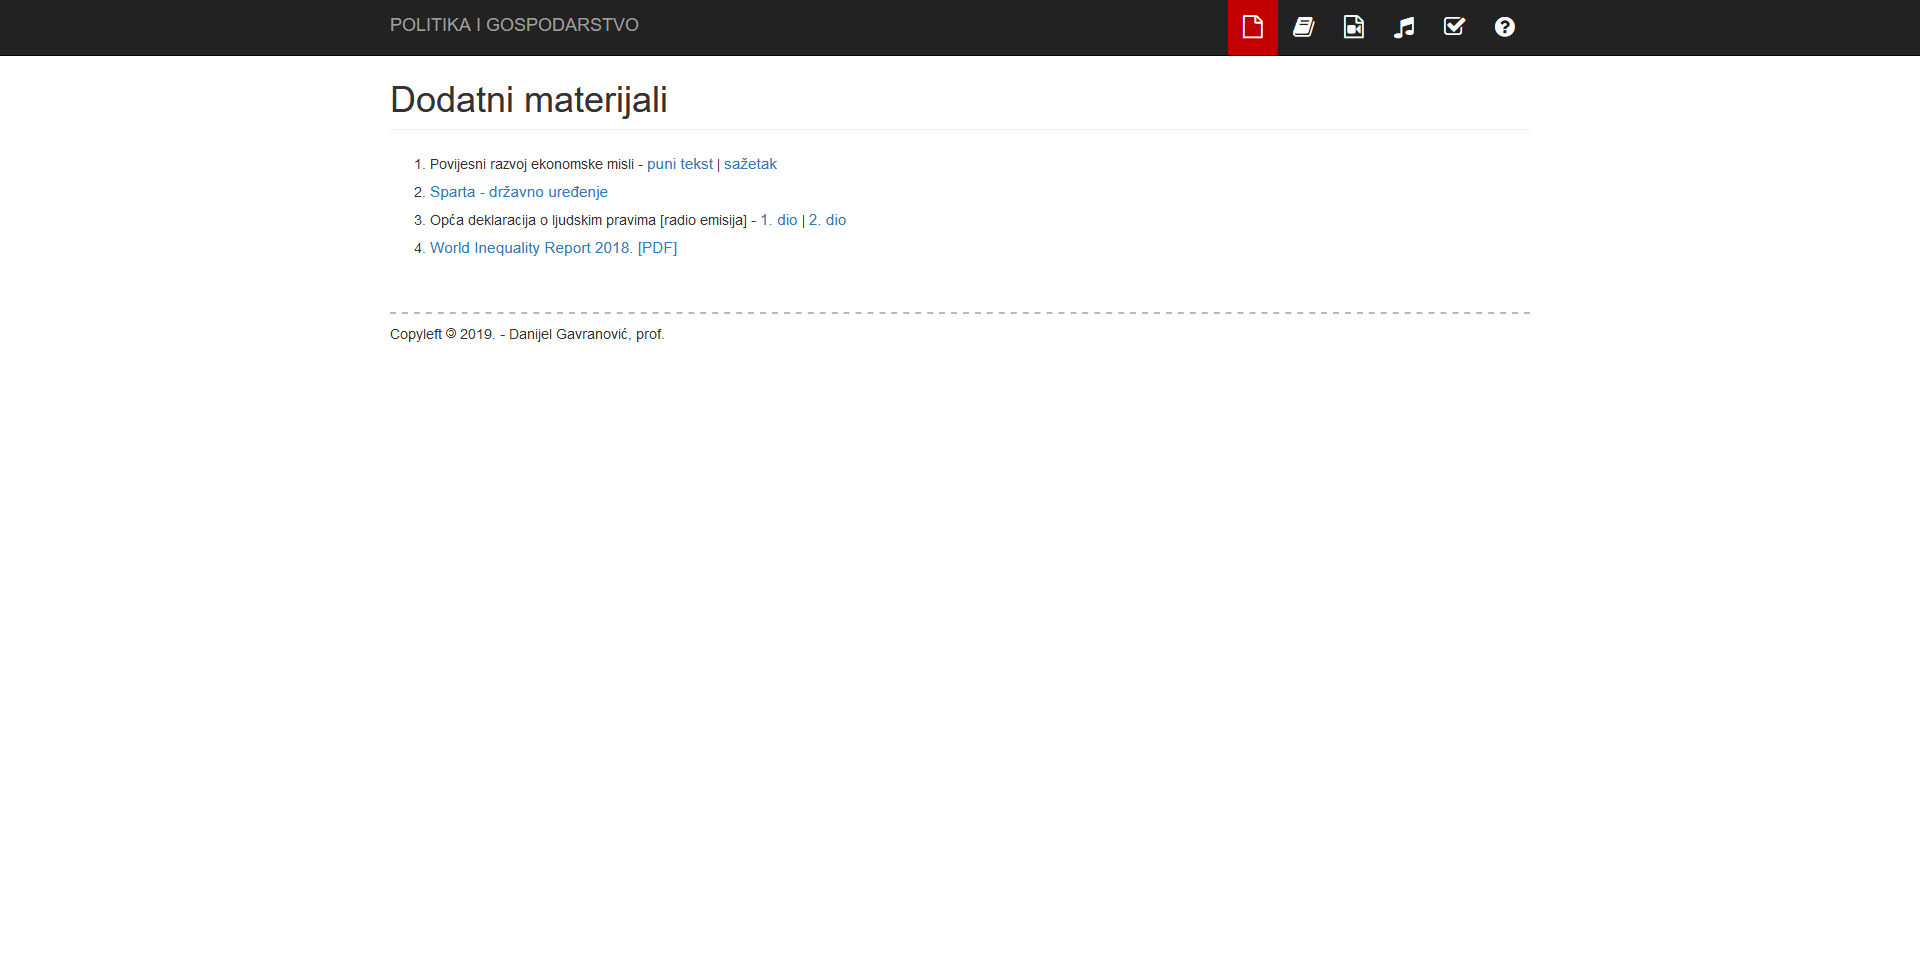 POLITIKA I GOSPODARSTVO
Dodatni materijali
1. Povijesni razvoj ekonomske misli - puni tekst | sažetak
2. Sparta - državno uređenje
3. Opća deklaracija o ljudskim pravima [radio emisija] - 1. dio | 2. dio
4. World Inequality Report 2018. [PDF]
Copyleft 🄯 2019. - Danijel Gavranović, prof.